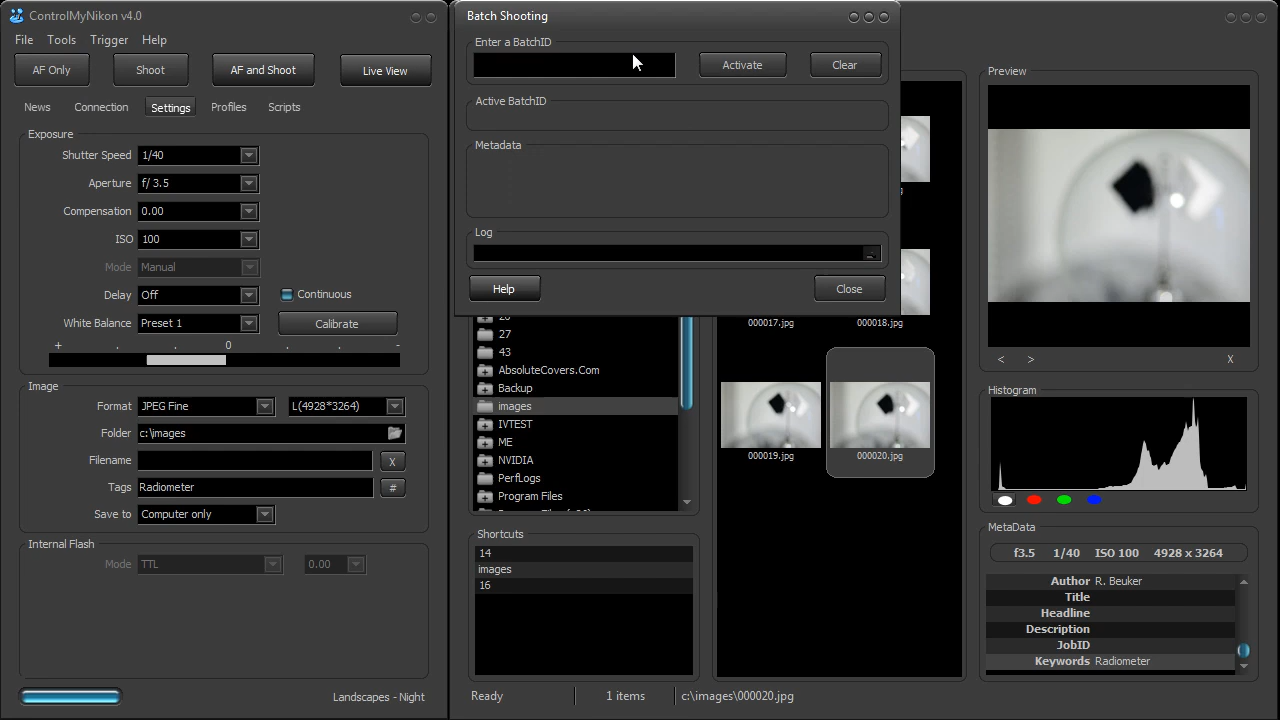 ControlMyNikon v4.0
File Tools Trigger Help
AF Only Shoot AF and Shoot Live View
News Connection Settings Profiles Scripts
Exposure
Shutter Speed 1/40
Aperture f/ 3.5
Compensation 0.00
ISO 100
Mode Manual
Delay Off Continuous
White Balance Preset 1 Calibrate
+ . . 0 . . -
Image
Format JPEG Fine L(4928*3264)
Folder c:\images
Filename X
Tags Radiometer #
Save to Computer only
Internal Flash
Mode TTL 0.00
Landscapes - Night
Batch Shooting
Enter a BatchID
Activate Clear
Active BatchID
Metadata
Log
...
Help Close
27
43
AbsoluteCovers.Com
Backup
images
IVTEST
ME
NVIDIA
PerfLogs
Program Files
Shortcuts
14
images
16
000017.jpg 000018.jpg
000019.jpg 000020.jpg
Ready 1 items c:\images\000020.jpg
Preview
< > X
Histogram
MetaData
f3.5 1/40 ISO 100 4928 x 3264
Author R. Beuker
Title
Headline
Description
JobID
Keywords Radiometer